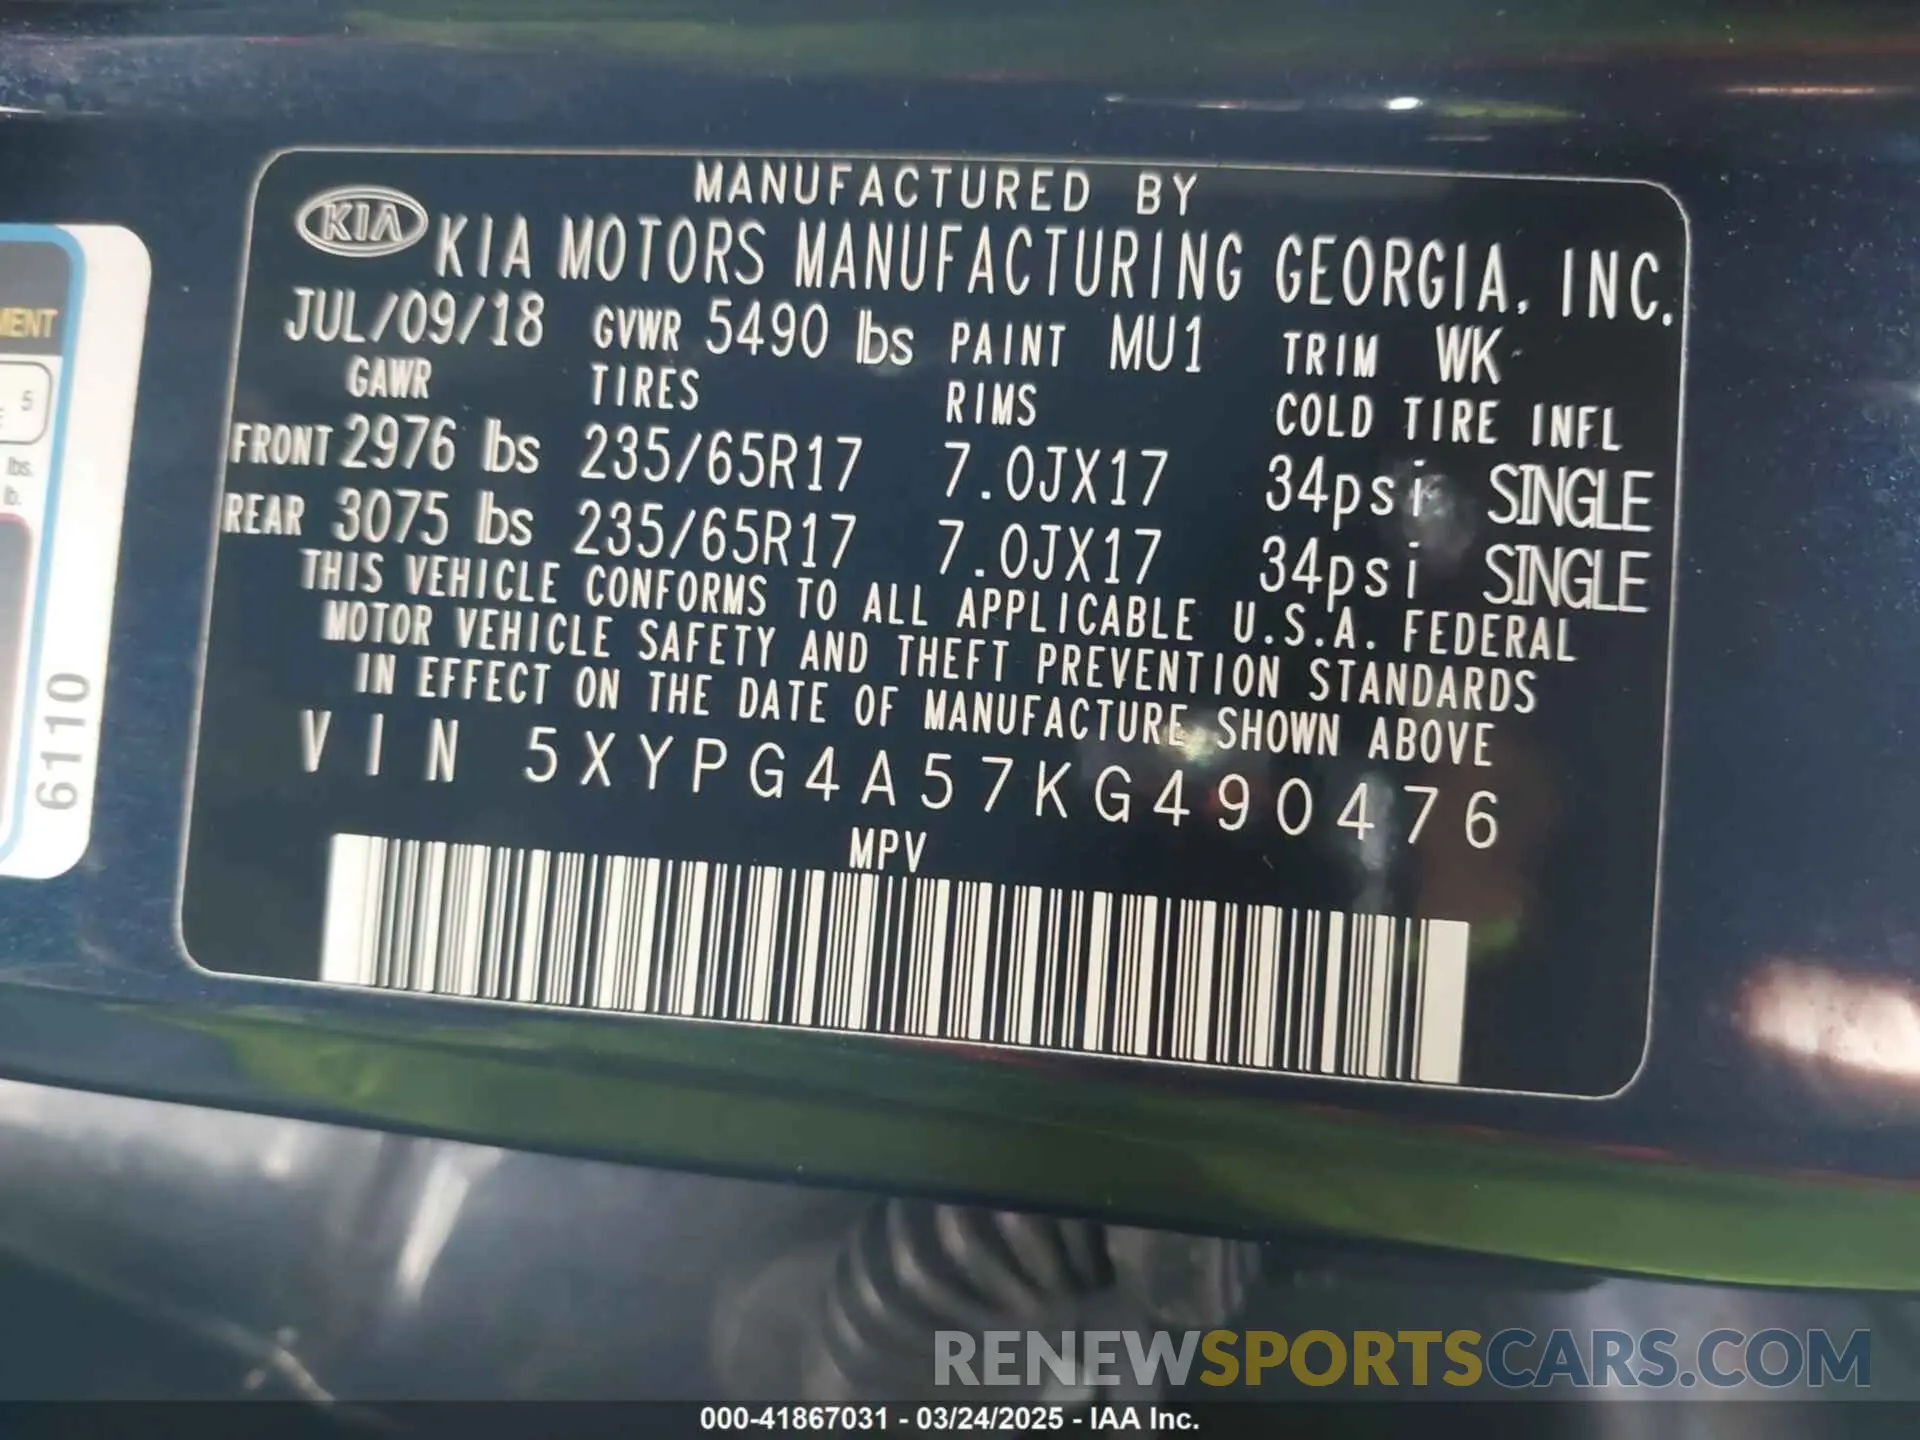 MANUFACTURED BY
KIA KIA MOTORS MANUFACTURING GEORGIA, INC.
JUL/09/18 GVWR 5490 lbs PAINT MU1 TRIM WK
GAWR TIRES RIMS COLD TIRE INFL
FRONT 2976 lbs 235/65R17 7.0JX17 34psi SINGLE
REAR 3075 lbs 235/65R17 7.0JX17 34psi SINGLE
THIS VEHICLE CONFORMS TO ALL APPLICABLE U.S.A. FEDERAL
MOTOR VEHICLE SAFETY AND THEFT PREVENTION STANDARDS
IN EFFECT ON THE DATE OF MANUFACTURE SHOWN ABOVE
VIN 5XYPG4A57KG490476
MPV
5
lbs.
lb.
6110
RENEWSPORTSCARS.COM
000-41867031 - 03/24/2025 - IAA Inc.